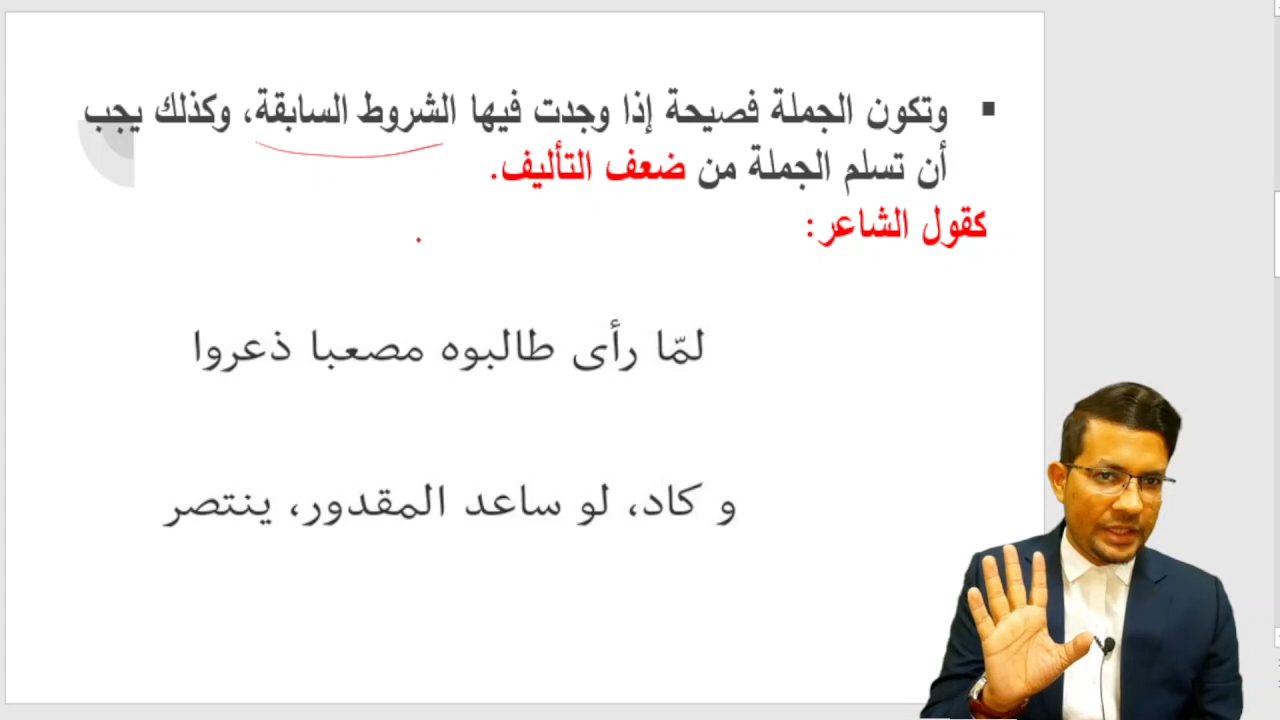 ▪ وتكون الجملة فصيحة إذا وجدت فيها الشروط السابقة، وكذلك يجب
أن تسلم الجملة من ضعف التأليف.
كقول الشاعر:
لمّا رأى طالبوه مصعبا ذعروا
و كاد، لو ساعد المقدور، ينتصر